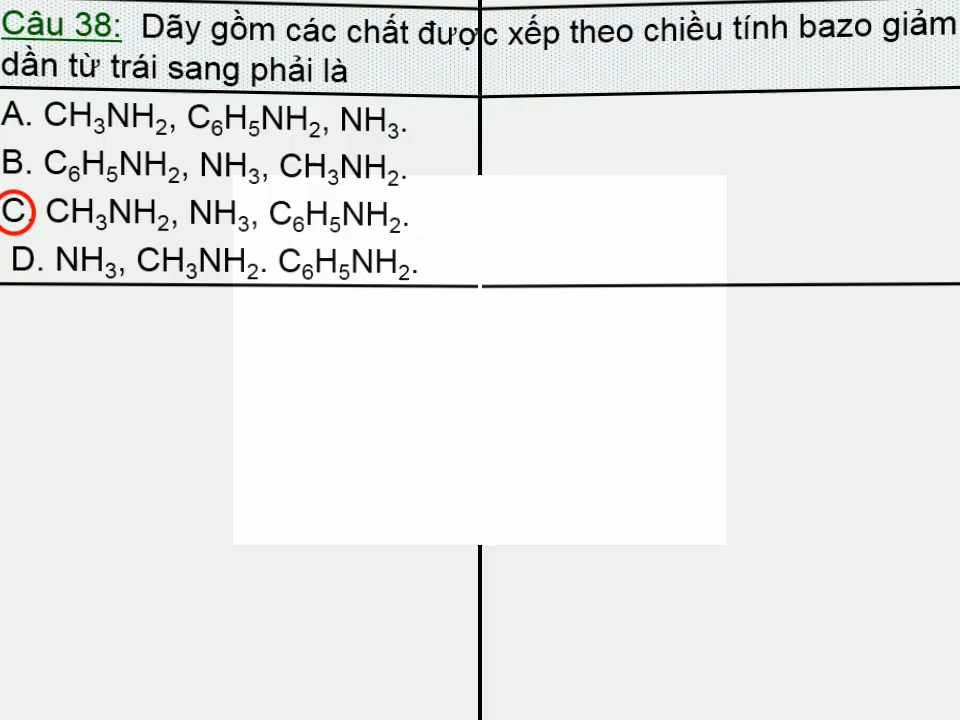 Câu 38: Dãy gồm các chất được xếp theo chiều tính bazo giảm
dần từ trái sang phải là
A. CH₃NH₂, C₆H₅NH₂, NH₃.
B. C₆H₅NH₂, NH₃, CH₃NH₂.
C. CH₃NH₂, NH₃, C₆H₅NH₂.
D. NH₃, CH₃NH₂. C₆H₅NH₂.